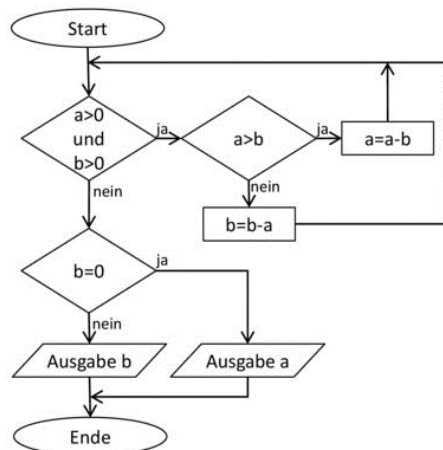 Start
a>0
und
b>0
ja
a>b
ja
a=a-b
nein
nein
b=b-a
b=0
ja
nein
Ausgabe b
Ausgabe a
Ende